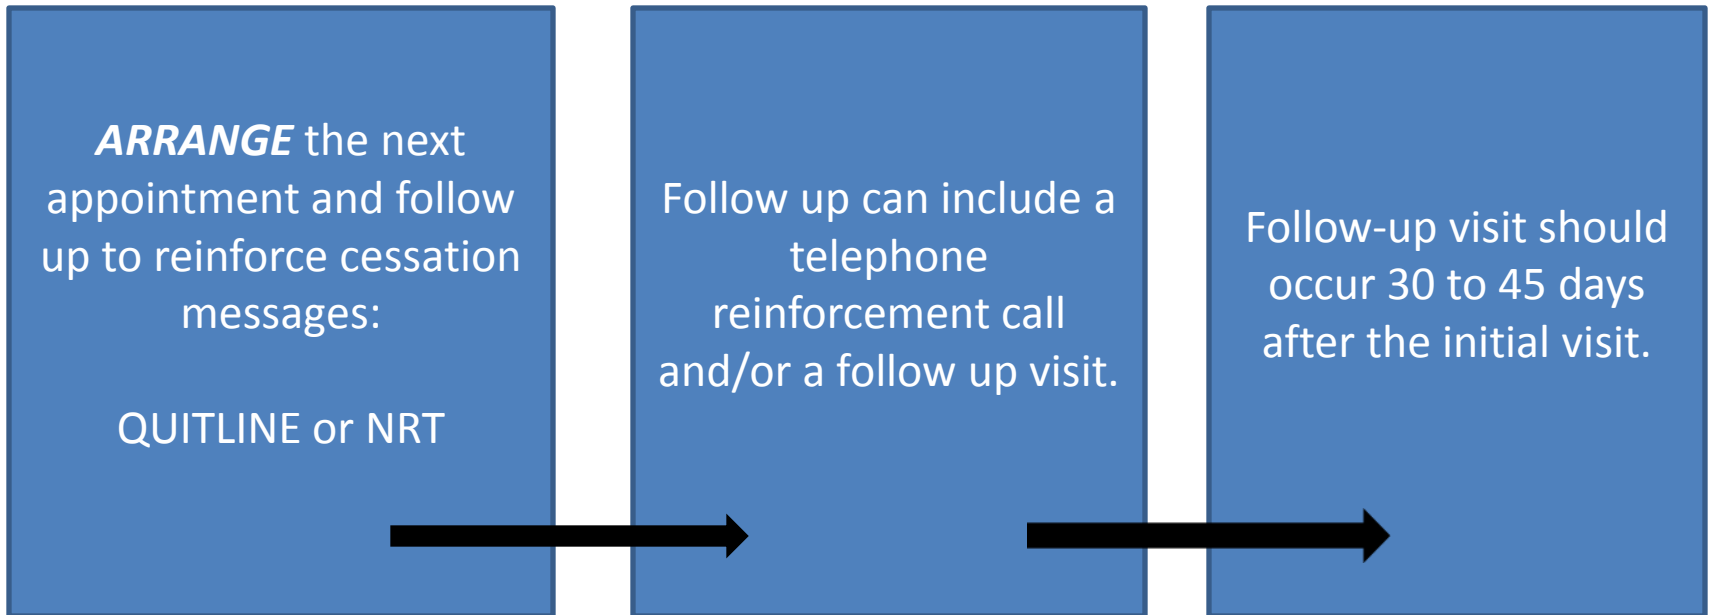 ARRANGE the next
appointment and follow
up to reinforce cessation
messages:
QUITLINE or NRT
Follow up can include a
telephone
reinforcement call
and/or a follow up visit.
Follow-up visit should
occur 30 to 45 days
after the initial visit.